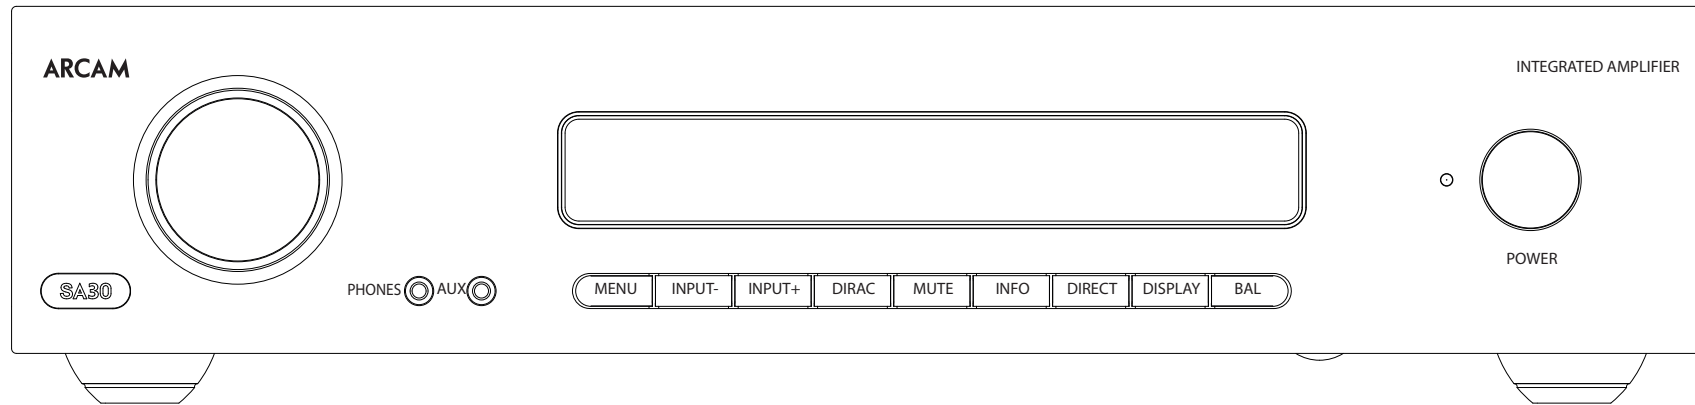 ARCAM
INTEGRATED AMPLIFIER
POWER
SA30
PHONES AUX
MENU INPUT- INPUT+ DIRAC MUTE INFO DIRECT DISPLAY BAL